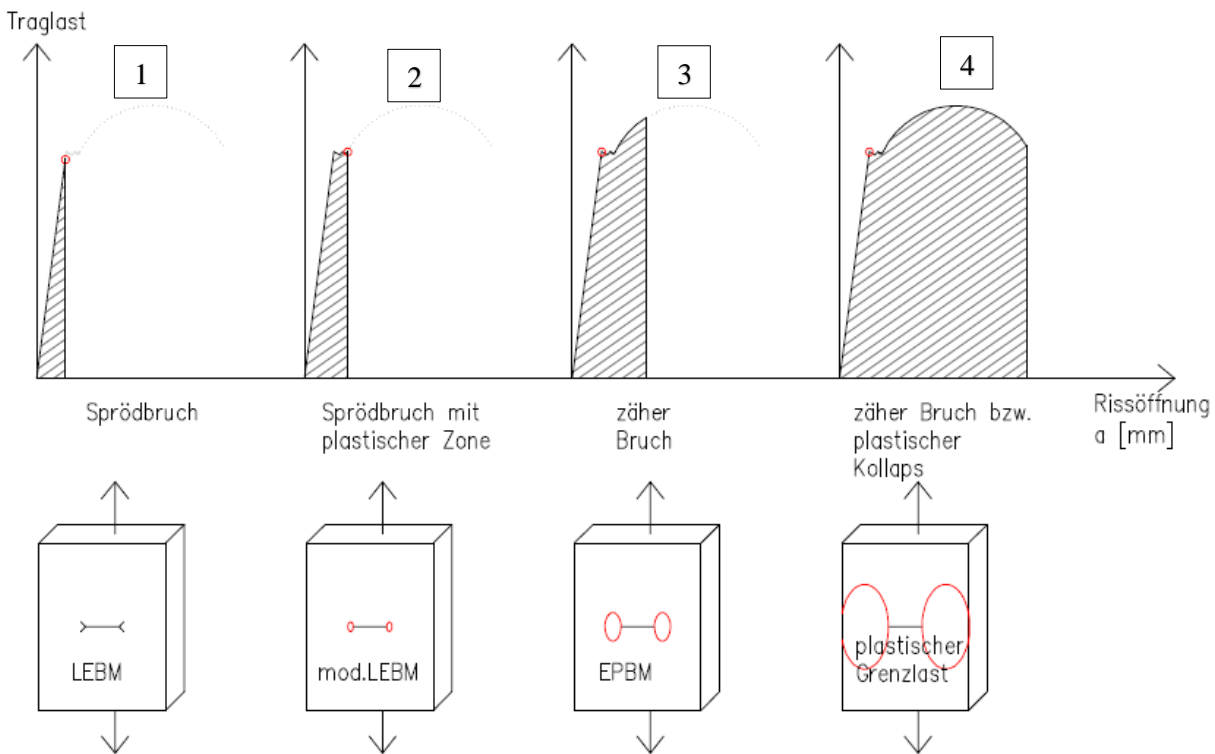 Traglast
1
2
3
4
Sprödbruch
Sprödbruch mit
plastischer Zone
zäher
Bruch
zäher Bruch bzw.
plastischer
Kollaps
Rissöffnung
a [mm]
LEBM
mod.LEBM
EPBM
plastischer
Grenzlast